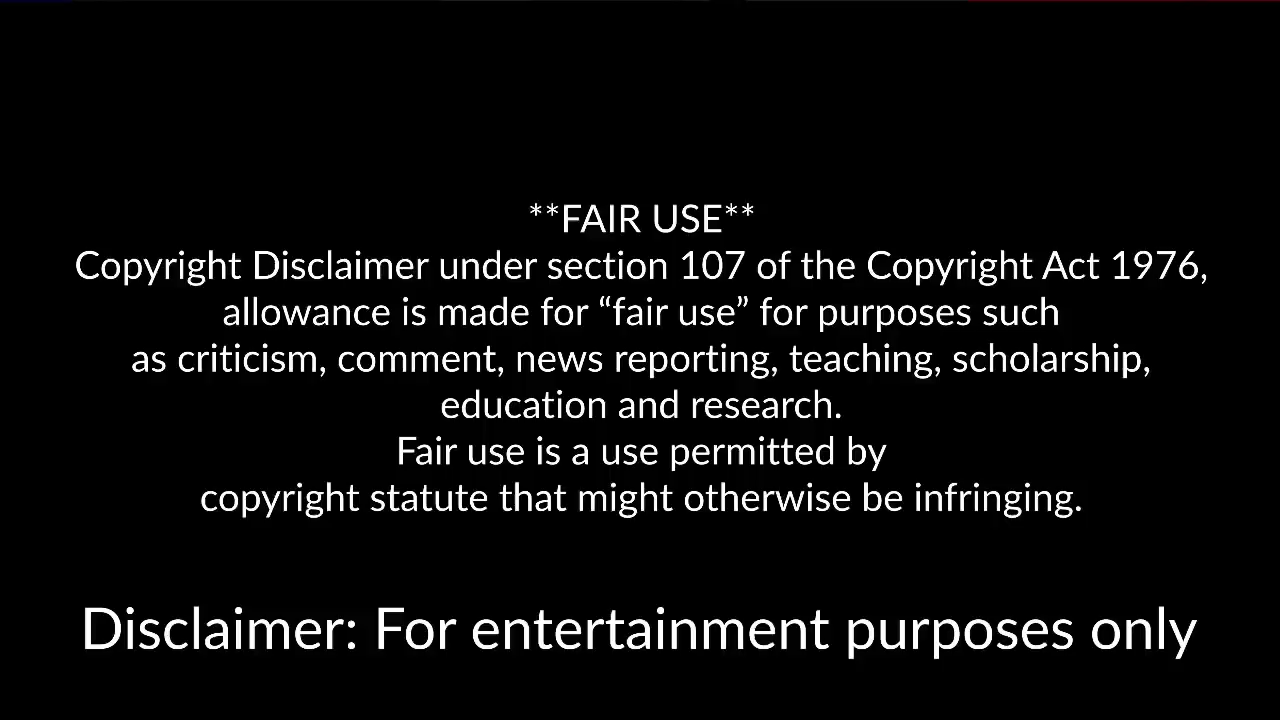 **FAIR USE**
Copyright Disclaimer under section 107 of the Copyright Act 1976,
allowance is made for “fair use” for purposes such
as criticism, comment, news reporting, teaching, scholarship,
education and research.
Fair use is a use permitted by
copyright statute that might otherwise be infringing.
Disclaimer: For entertainment purposes only